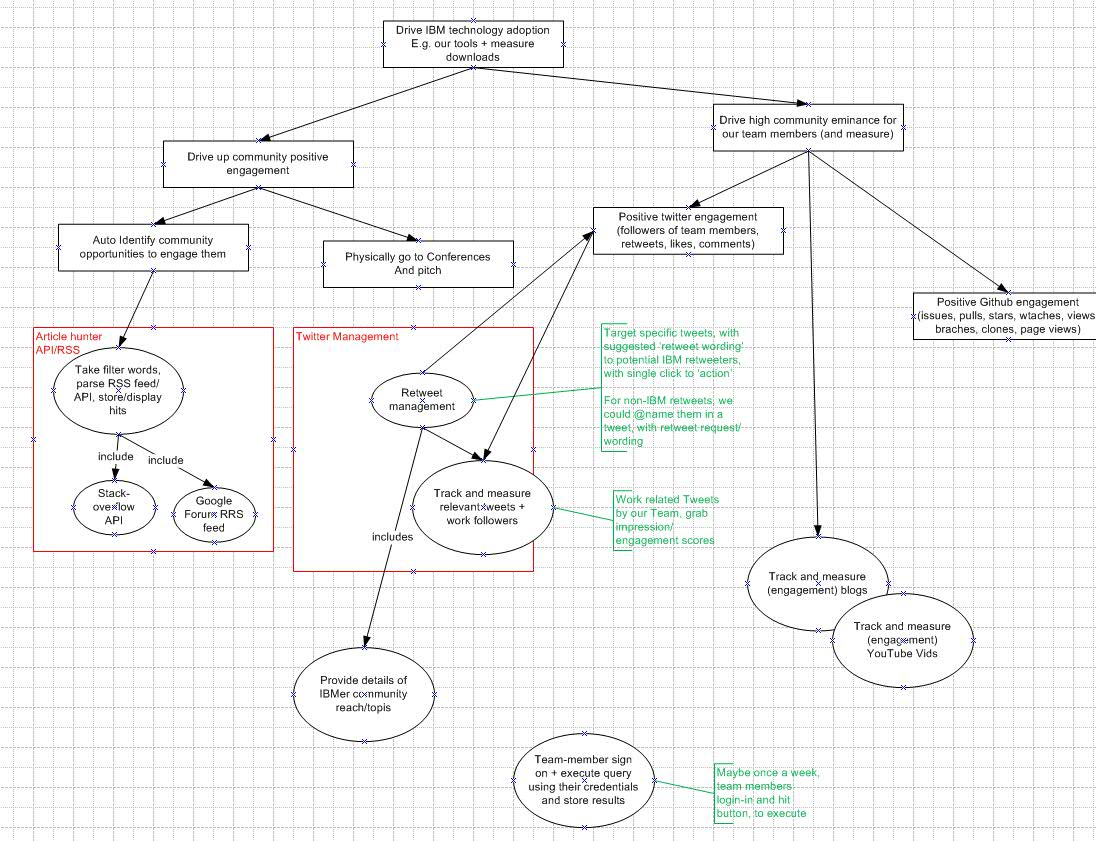 Drive IBM technology adoption
E.g. our tools + measure
downloads
Drive high community eminance for
our team members (and measure)
Drive up community positive
engagement
Positive twitter engagement
(followers of team members,
retweets, likes, comments)
Auto Identify community
opportunities to engage them
Physically go to Conferences
And pitch
Positive Github engagement
(issues, pulls, stars, wtaches, views
braches, clones, page views)
Article hunter
API/RSS
Take filter words,
parse RSS feed/
API, store/display
hits
include
include
Stack-
overflow
API
Google
Forum RRS
feed
Twitter Management
Retweet
management
Track and measure
relevant tweets +
work followers
includes
Target specific tweets, with
suggested 'retweet wording'
to potential IBM retweeters,
with single click to 'action'
For non-IBM retweets, we
could @name them in a
tweet, with retweet request/
wording
Work related Tweets
by our Team, grab
impression/
engagement scores
Track and measure
(engagement) blogs
Track and measure
(engagement)
YouTube Vids
Provide details of
IBMer community
reach/topis
Team-member sign
on + execute query
using their credentials
and store results
Maybe once a week,
team members
login-in and hit
button, to execute